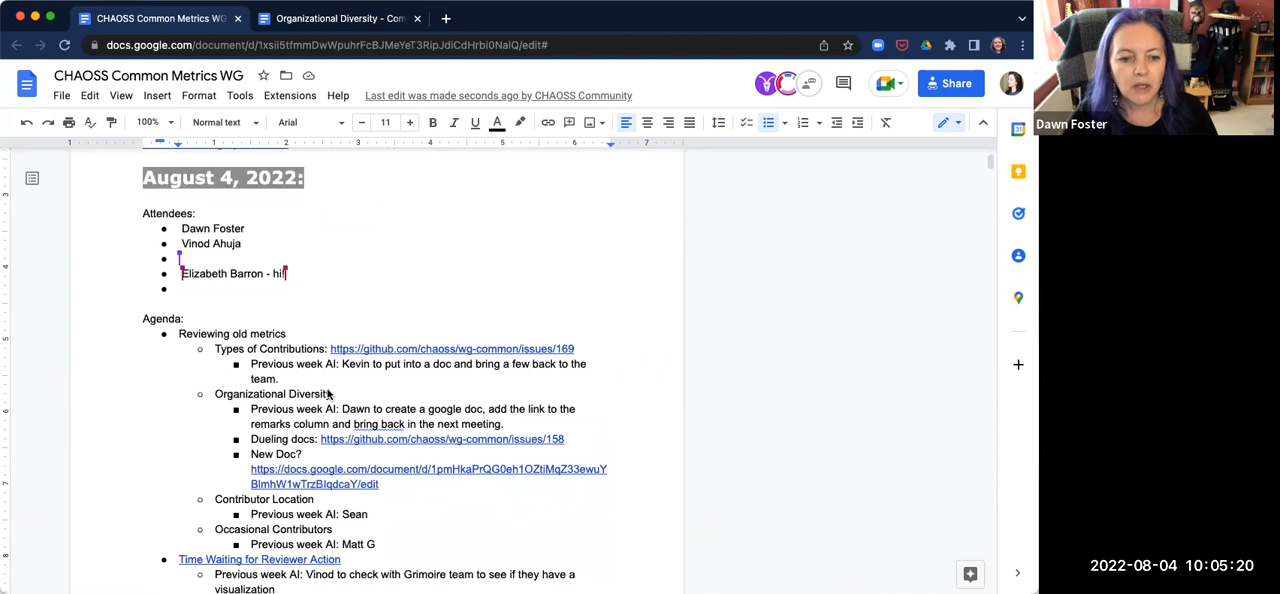 CHAOSS Common Metrics WG
Organizational Diversity - Com
docs.google.com/document/d/1xsii5tfmmDwWpuhrFcBJMeYeT3RipJdiCdHrbi0NalQ/edit#
CHAOSS Common Metrics WG
File Edit View Insert Format Tools Extensions Help Last edit was made seconds ago by CHAOSS Community
Share
100% Normal text Arial 11
August 4, 2022:
Attendees:
Dawn Foster
Vinod Ahuja
Elizabeth Barron - hi!
Agenda:
Reviewing old metrics
Types of Contributions: https://github.com/chaoss/wg-common/issues/169
Previous week AI: Kevin to put into a doc and bring a few back to the
team.
Organizational Diversity
Previous week AI: Dawn to create a google doc, add the link to the
remarks column and bring back in the next meeting.
Dueling docs: https://github.com/chaoss/wg-common/issues/158
New Doc?
https://docs.google.com/document/d/1pmHkaPrQG0eh1OZtiMqZ33ewuY
BlmhW1wTrzBIqdcaY/edit
Contributor Location
Previous week AI: Sean
Occasional Contributors
Previous week AI: Matt G
Time Waiting for Reviewer Action
Previous week AI: Vinod to check with Grimoire team to see if they have a
visualization
Dawn Foster
2022-08-04 10:05:20